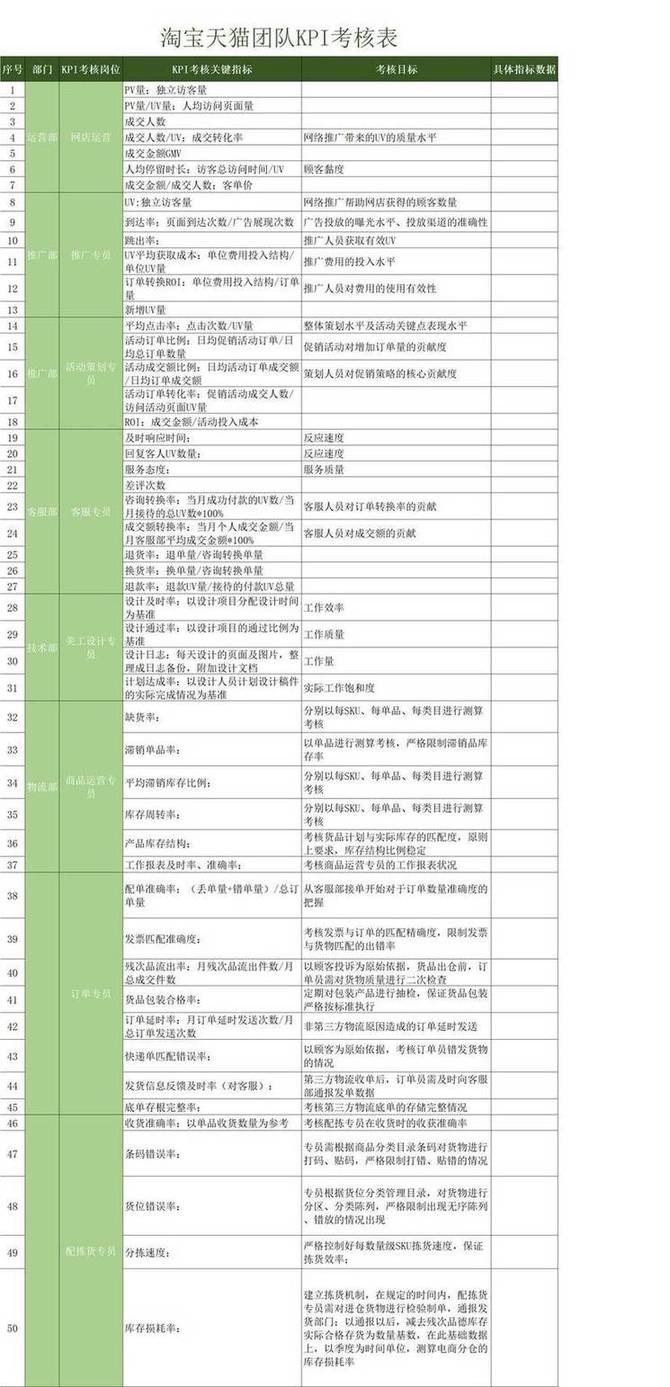 淘宝天猫团队KPI考核表
序号 部门 KPI考核岗位 KPI考核关键指标 考核目标 具体指标数据
运营部 网店运营
1 PV量：独立访客量
2 PV量/UV量：人均访问页面量
3 成交人数
4 成交人数/UV：成交转化率 网络推广带来的UV的质量水平
5 成交金额GMV
6 人均停留时长：访客总访问时间/UV 顾客黏度
7 成交金额/成交人数：客单价
推广部 推广专员
8 UV:独立访客量 网络推广帮助网店获得的顾客数量
9 到达率：页面到达次数/广告展现次数 广告投放的曝光水平、投放渠道的准确性
10 跳出率： 推广人员获取有效UV
11 UV平均获取成本：单位费用投入结构/
单位UV量 推广费用的投入水平
12 订单转换ROI：单位费用投入结构/订单
量 推广人员对费用的使用有效性
13 新增UV量
推广部 活动策划专
员
14 平均点击率：点击次数/UV量 整体策划水平及活动关键点表现水平
15 活动订单比例：日均促销活动订单/日
均总订单数量 促销活动对增加订单量的贡献度
16 活动成交额比例：日均活动订单成交额
/日均订单成交额 策划人员对促销策略的核心贡献度
17 活动订单转化率：促销活动成交人数/
访问活动页面UV量
18 ROI：成交金额/活动投入成本
客服部 客服专员
19 及时响应时间： 反应速度
20 回复客人UV数量： 反应速度
21 服务态度： 服务质量
22 差评次数
23 咨询转换率：当月成功付款的UV数/当
月接待的总UV数*100% 客服人员对订单转换率的贡献
24 成交额转换率：当月个人成交金额/当
月客服部平均成交金额*100% 客服人员对成交额的贡献
25 退货率：退单量/咨询转换单量
26 换货率：换单量/咨询转换单量
27 退款率：退款UV量/接待的付款UV总量
技术部 美工设计专
员
28 设计及时率：以设计项目分配设计时间
为基准 工作效率
29 设计通过率：以设计项目的通过比例为
基准 工作质量
30 设计日志：每天设计的页面及图片，整
理成日志备份，附加设计文档 工作量
31 计划达成率：以设计人员计划设计稿件
的实际完成情况为基准 实际工作饱和度
物流部 商品运营专
员
32 缺货率： 分别以每SKU、每单品、每类目进行测算
考核
33 滞销单品率： 以单品进行测算考核，严格限制滞销品库
存率
34 平均滞销库存比例： 分别以每SKU、每单品、每类目进行测算
考核
35 库存周转率： 分别以每SKU、每单品、每类目进行测算
考核
36 产品库存结构： 考核货品计划与实际库存的匹配度，原则
上要求，库存结构比例稳定
37 工作报表及时率、准确率： 考核商品运营专员的工作报表状况
订单专员
38 配单准确率：（丢单量+错单量）/总订
单量 从客服部接单开始对于订单数量准确度的
把握
39 发票匹配准确度： 考核发票与订单的匹配精确度，限制发票
与货物匹配的出错率
40 残次品流出率：月残次品流出件数/月
总成交件数 以顾客投诉为原始依据，货品出仓前，订
单员需对货物质量进行二次检查
41 货品包装合格率： 定期对包装产品进行抽检，保证货品包装
严格按标准执行
42 订单延时率：月订单延时发送次数/月
总订单发送次数 非第三方物流原因造成的订单延时发送
43 快递单匹配错误率： 以顾客为原始依据，考核订单员错发货物
的情况
44 发货信息反馈及时率（对客服）： 第三方物流收单后，订单员需及时向客服
部通报发单数据
45 底单存根完整率： 考核第三方物流底单的存储完整情况
配拣货专员
46 收货准确率：以单品收货数量为参考 考核配拣专员在收货时的收获准确率
47 条码错误率： 专员需根据商品分类目录条码对货物进行
打码、贴码，严格限制打错、贴错的情况
48 货位错误率： 专员根据货位分类管理目录，对货物进行
分区、分类陈列，严格限制出现无序陈列
、错放的情况出现
49 分拣速度： 严格控制好每数量级SKU拣货速度，保证
拣货效率；
50 库存损耗率： 建立拣货机制，在规定的时间内，配拣货
专员需对进仓货物进行检验制单，通报发
货部门；以通报以后，减去残次品德库存
实际合格存货为数量基数，在此基础数据
上，以季度为时间单位，测算电商分仓的
库存损耗率